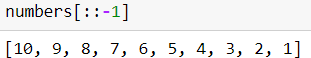 numbers[::-1]
[10, 9, 8, 7, 6, 5, 4, 3, 2, 1]